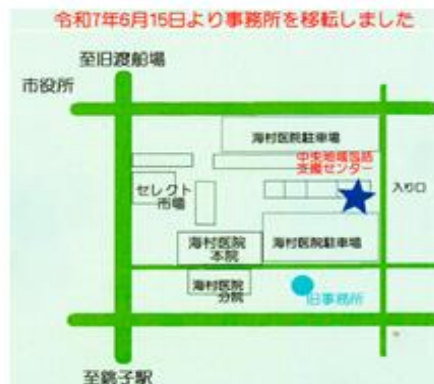 令和7年6月15日より事務所を移転しました
至旧渡船場
市役所
海村医院駐車場
中央地域包括
支援センター
セレクト
市場
入り口
海村医院
本院
海村医院駐車場
海村医院
分院
旧事務所
至銚子駅